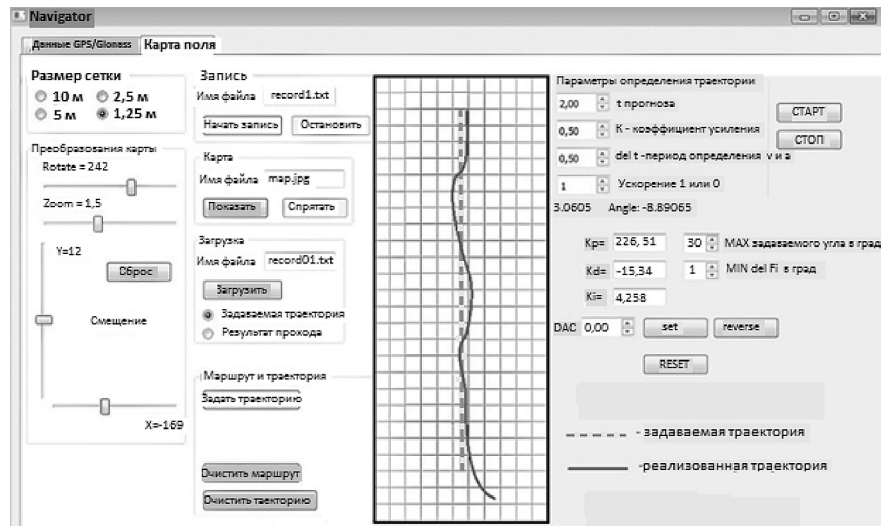 Navigator
Данные GPS/Glonass
Карта поля
Размер сетки
10 м
2,5 м
5 м
1,25 м
Преобразования карты
Rotate = 242
Zoom = 1,5
Y=12
Сброс
Смещение
X=-169
Запись
Имя файла record1.txt
Начать запись
Остановить
Карта
Имя файла map.jpg
Показать
Спрятать
Загрузка
Имя файла record01.txt
Загрузить
Задаваемая траектория
Результат прохода
Маршрут и траектория
Задать траекторию
Очистить маршрут
Очистить таекторию
Параметры определения траектории
2,00 t прогноза
0,50 K - коэффициент усиления
0,50 del t -период определения v и a
1 Ускорение 1 или 0
СТАРТ
СТОП
3.0605 Angle: -8.89065
Kp= 226, 51
30 MAX задаваемого угла в град
Kd= -15,34
1 MIN del Fi в град
Ki= 4,258
DAC 0,00
set
reverse
RESET
- задаваемая траектория
-реализованная траектория